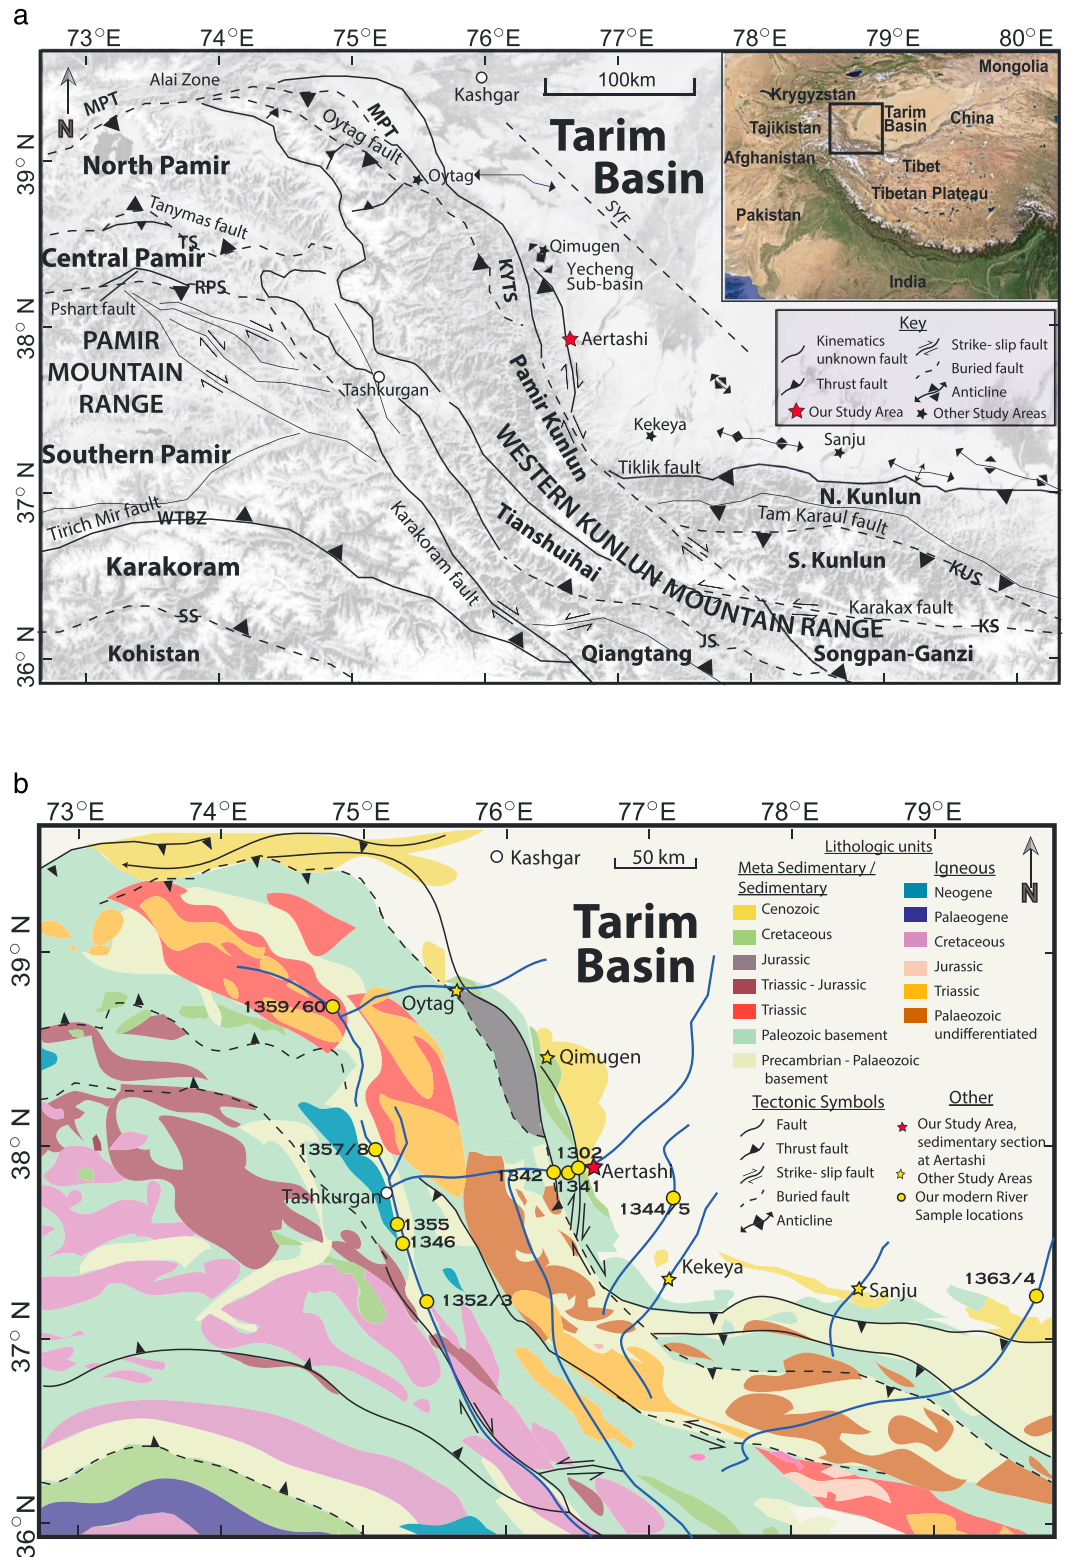 a
73°E 74°E 75°E 76°E 77°E 78°E 79°E 80°E
39°N
38°N
37°N
36°N
N
Alai Zone
MPT
MPT
Kashgar
100km
Oytag fault
Tarim
Basin
North Pamir
Oytag
Tanymas fault
SYF
TS
Qimugen
Central Pamir
Yecheng
Sub-basin
KYTS
RPS
Pshart fault
PAMIR
MOUNTAIN
RANGE
Aertashi
Tashkurgan
Pamir Kunlun
Kekeya
Sanju
Southern Pamir
Tiklik fault
WESTERN KUNLUN MOUNTAIN RANGE
N. Kunlun
Tirich Mir fault
WTBZ
Tam Karaul fault
Karakoram fault
Tianshuihai
Karakoram
S. Kunlun
KUS
SS
Karakax fault
KS
JS
Kohistan
Qiangtang
Songpan-Ganzi
Mongolia
Krygyzstan
Tajikistan
Tarim
Basin
China
Afghanistan
Tibet
Tibetan Plateau
Pakistan
India
Key
Kinematics
unknown fault
Strike- slip fault
Buried fault
Thrust fault
Anticline
Our Study Area
Other Study Areas
b
73°E 74°E 75°E 76°E 77°E 78°E 79°E
39°N
38°N
37°N
36°N
Kashgar
50 km
N
Tarim
Basin
Lithologic units
Meta Sedimentary /
Sedimentary
Cenozoic
Cretaceous
Jurassic
Triassic - Jurassic
Triassic
Paleozoic basement
Precambrian - Palaeozoic
basement
Igneous
Neogene
Palaeogene
Cretaceous
Jurassic
Triassic
Palaeozoic
undifferentiated
Tectonic Symbols
Fault
Thrust fault
Strike- slip fault
Buried fault
Anticline
Other
Our Study Area,
sedimentary section
at Aertashi
Other Study Areas
Our modern River
Sample locations
1359/60
Oytag
Qimugen
1357/8
1302
1342
1341
Aertashi
Tashkurgan
1344/5
1355
1346
Kekeya
1352/3
Sanju
1363/4